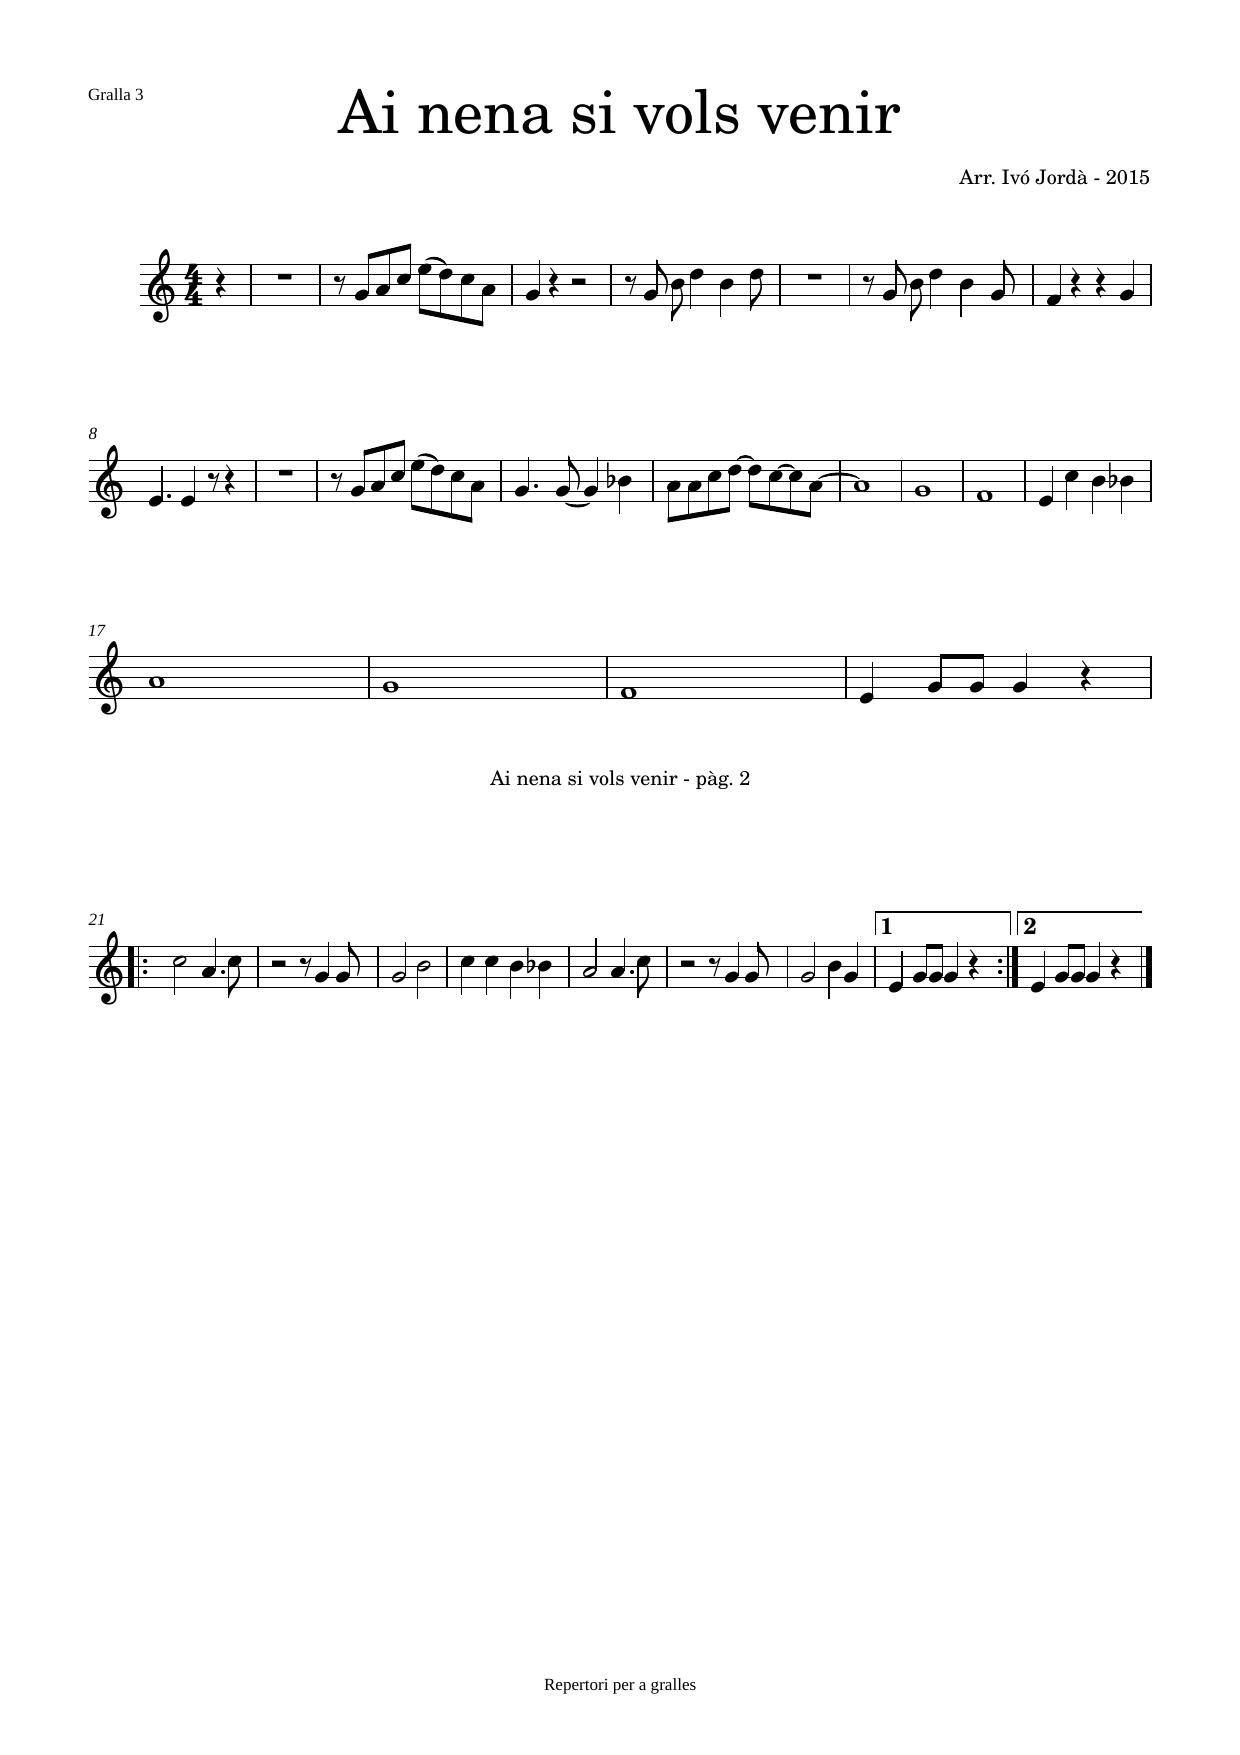 Gralla 3
Ai nena si vols venir
Arr. Ivó Jordà - 2015
4
4
8
17
Ai nena si vols venir - pàg. 2
21
1
2
Repertori per a gralles